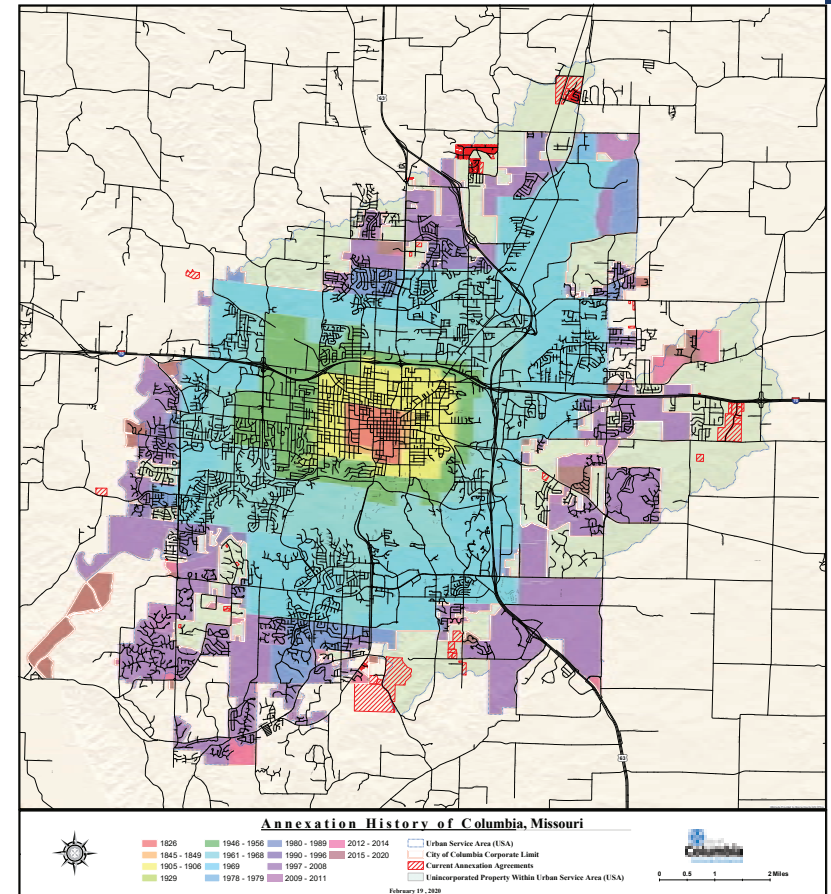 63
63
Annexation History of Columbia, Missouri
1826
1845 - 1849
1905 - 1906
1929
1946 - 1956
1961 - 1968
1969
1978 - 1979
1980 - 1989
1990 - 1996
1997 - 2008
2009 - 2011
2012 - 2014
2015 - 2020
Urban Service Area (USA)
City of Columbia Corporate Limit
Current Annexation Agreements
Unincorporated Property Within Urban Service Area (USA)
Columbia
0 0.5 1 2 Miles
February 19, 2020